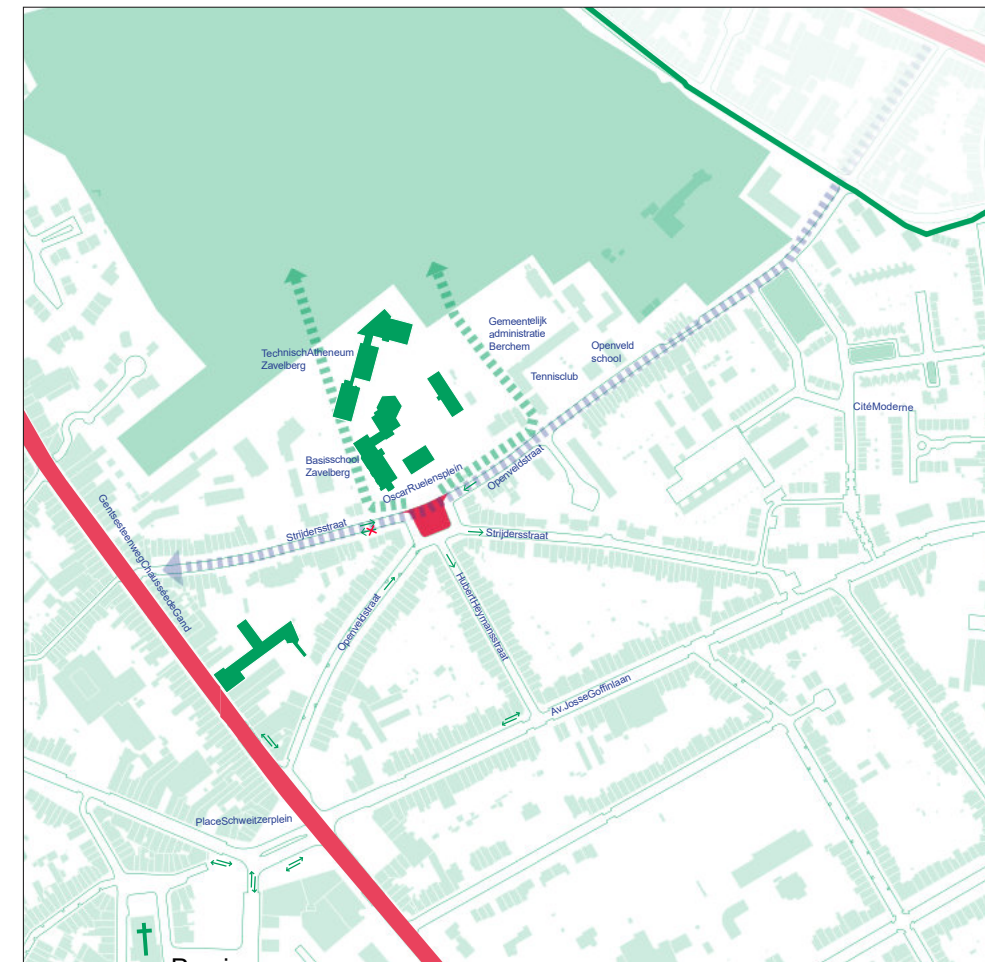 Gemeentelijk
administratie
Berchem
Openveld
school
TechnischAtheneum
Zavelberg
Tennisclub
CitéModerne
Basisschool
Zavelberg
OscarRuelensplein
Openveldstraat
Strijdersstraat
Strijdersstraat
GentsesteenwegChausséedeGand
Openveldstraat
HubertHeymansstraat
Av.JosseGoffinlaan
PlaceSchweitzerplein